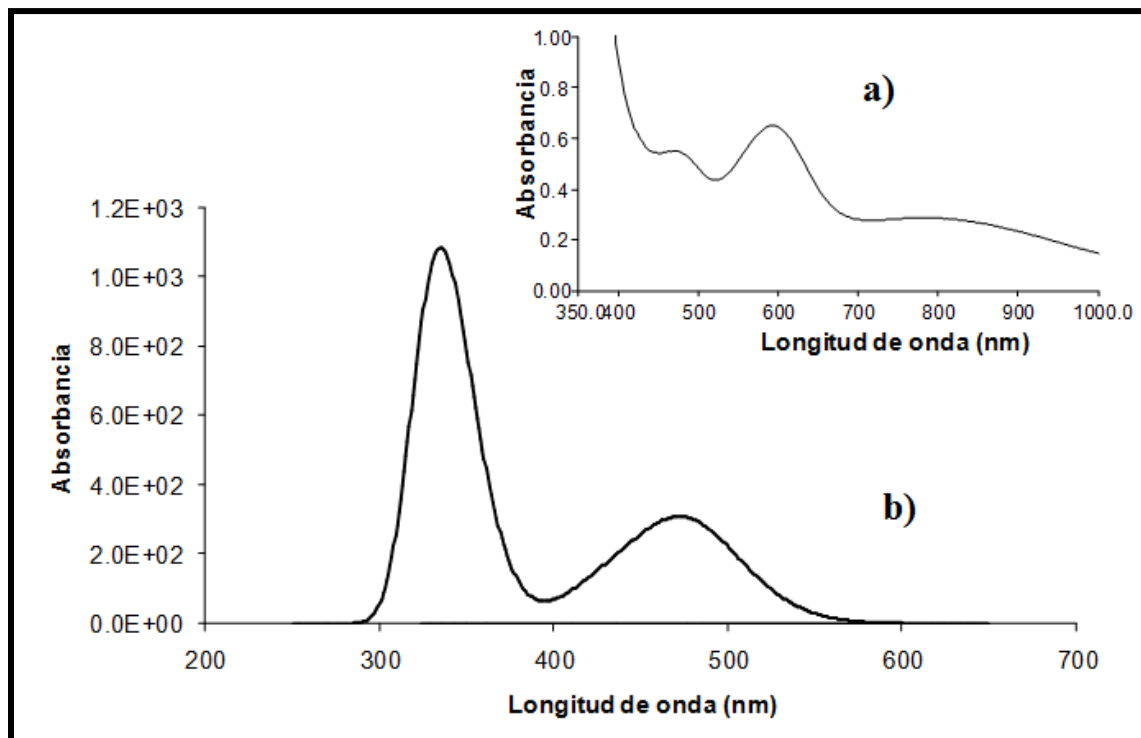 1.00
0.8
0.6
0.4
0.2
0.00
Absorbancia
a)
350.0 400 500 600 700 800 900 1000.0
Longitud de onda (nm)
1.2E+03
1.0E+03
8.0E+02
6.0E+02
4.0E+02
2.0E+02
0.0E+00
Absorbancia
b)
200 300 400 500 600 700
Longitud de onda (nm)